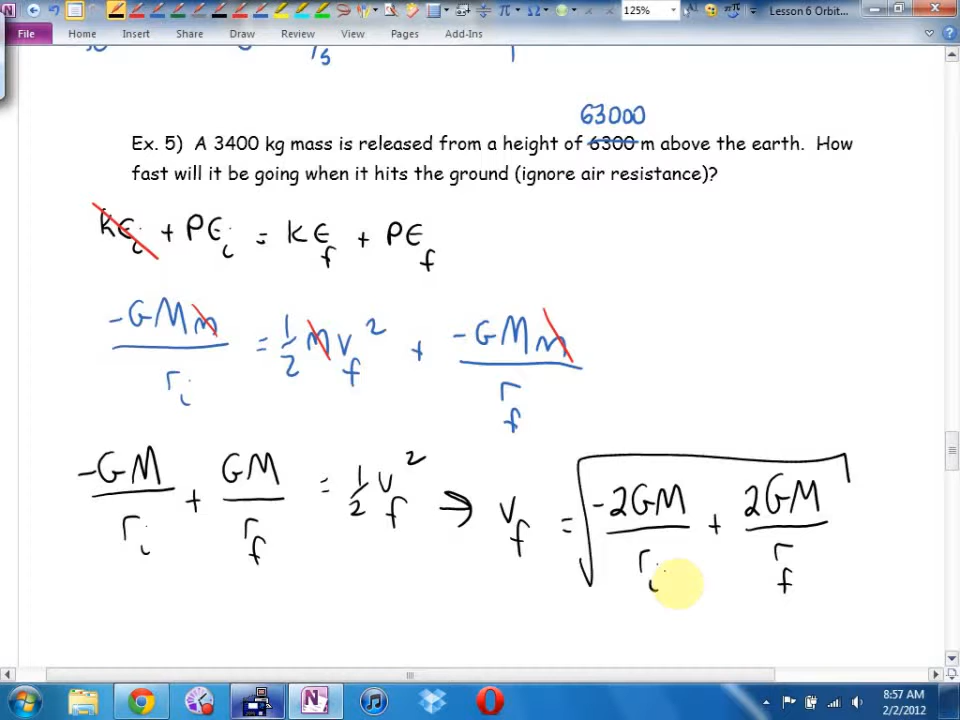 125%
Lesson 6 Orbit...
File Home Insert Share Draw Review View Pages Add-Ins
63000
Ex. 5) A 3400 kg mass is released from a height of 6300 m above the earth. How
fast will it be going when it hits the ground (ignore air resistance)?
KE_i + PE_i = KE_f + PE_f
-GMm/r_i = 1/2 m v_f^2 + -GMm/r_f
-GM/r_i + GM/r_f = 1/2 v_f^2 → v_f = √(-2GM/r_i + 2GM/r_f)
8:57 AM
2/2/2012